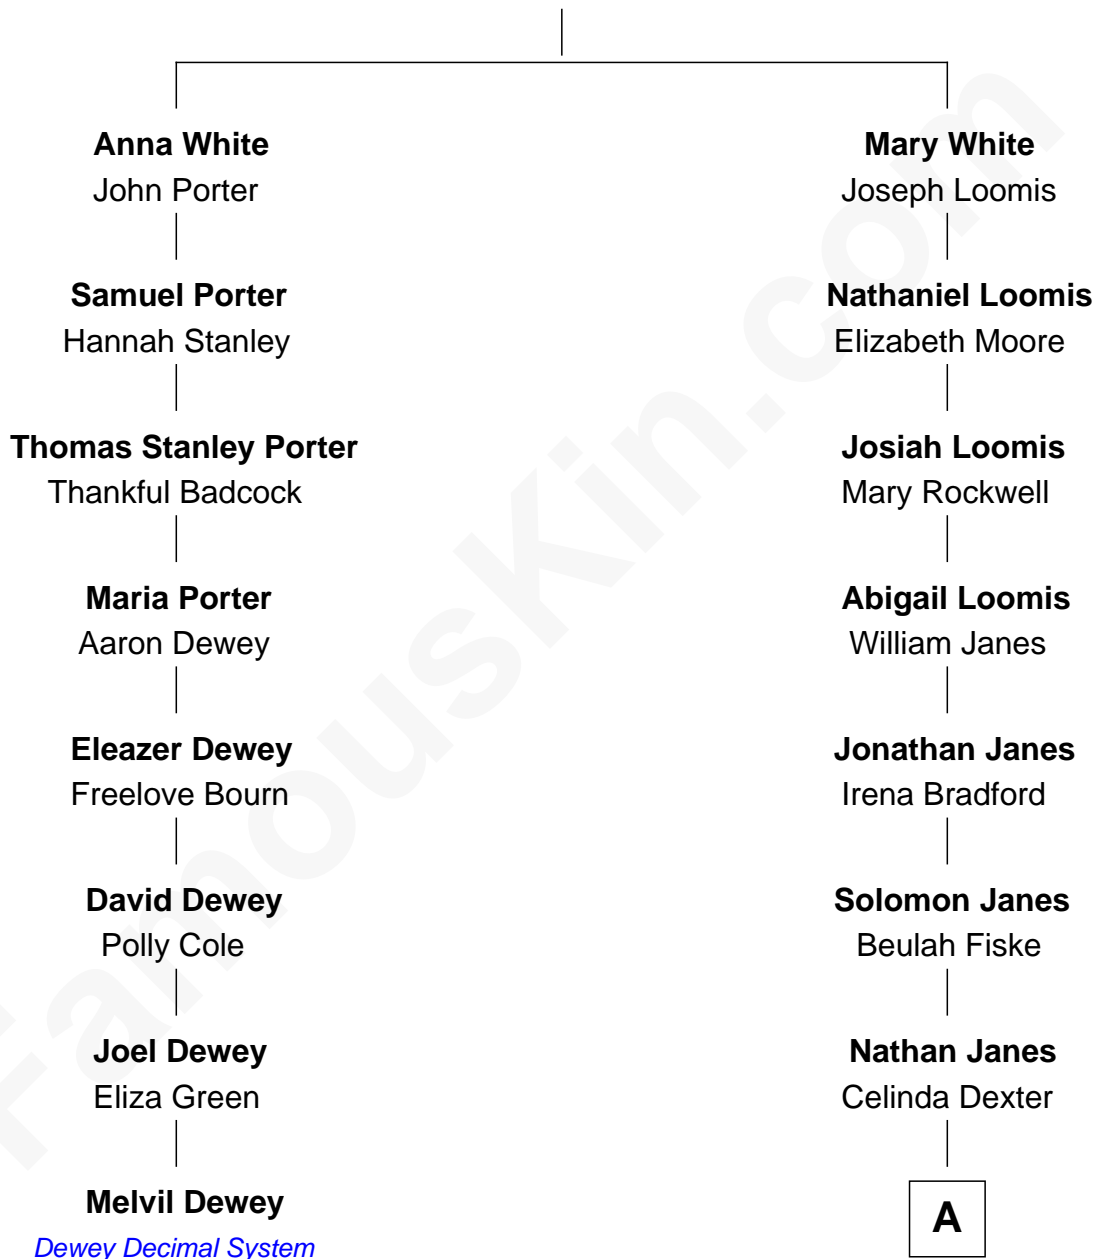 Anna White
John Porter
Samuel Porter
Hannah Stanley
Thomas Stanley Porter
Thankful Badcock
Maria Porter
Aaron Dewey
Eleazer Dewey
Freelove Bourn
David Dewey
Polly Cole
Joel Dewey
Eliza Green
Melvil Dewey
Dewey Decimal System
Mary White
Joseph Loomis
Nathaniel Loomis
Elizabeth Moore
Josiah Loomis
Mary Rockwell
Abigail Loomis
William Janes
Jonathan Janes
Irena Bradford
Solomon Janes
Beulah Fiske
Nathan Janes
Celinda Dexter
A
FamousKin.com